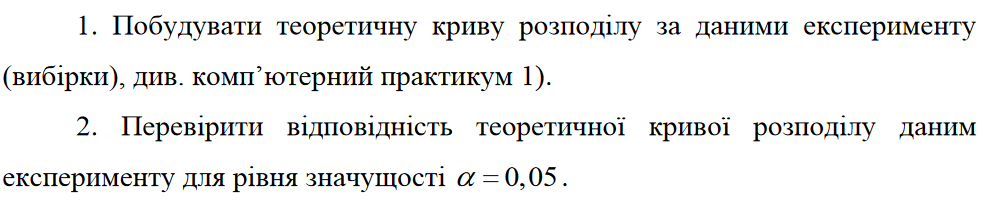 1. Побудувати теоретичну криву розподілу за даними експерименту
(вибірки), див. комп’ютерний практикум 1).
2. Перевірити відповідність теоретичної кривої розподілу даним
експерименту для рівня значущості α = 0,05.